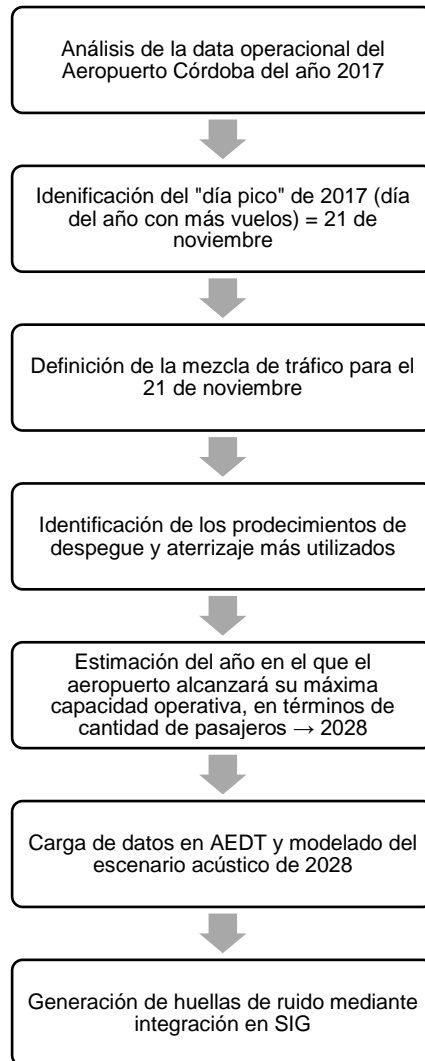 Análisis de la data operacional del
Aeropuerto Córdoba del año 2017
Idenificación del "día pico" de 2017 (día
del año con más vuelos) = 21 de
noviembre
Definición de la mezcla de tráfico para el
21 de noviembre
Identificación de los prodecimientos de
despegue y aterrizaje más utilizados
Estimación del año en el que el
aeropuerto alcanzará su máxima
capacidad operativa, en términos de
cantidad de pasajeros → 2028
Carga de datos en AEDT y modelado del
escenario acústico de 2028
Generación de huellas de ruido mediante
integración en SIG